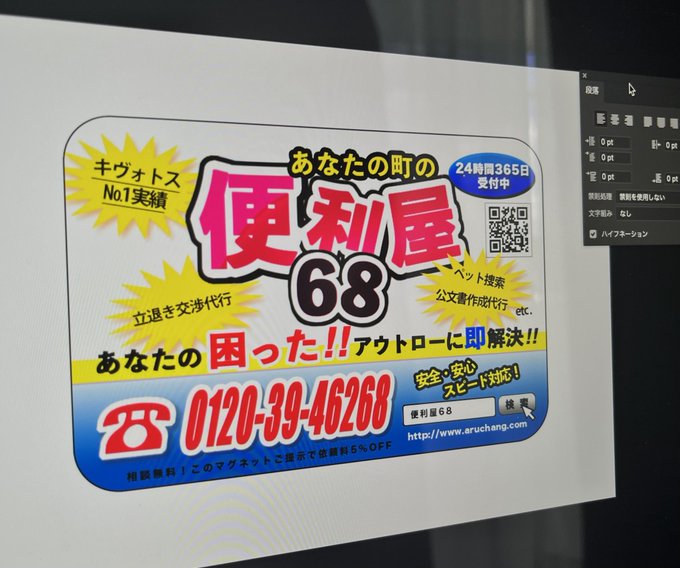 あなたの町の
キヴォトス
No.1実績
24時間365日
受付中
便利屋
68
立退き交渉代行
ペット捜索
公文書作成代行
etc.
あなたの困った!!アウトローに即解決!!
0120-39-46268
安全・安心
スピード対応!
便利屋68
検索
http://www.aruchang.com
相談無料!このマグネットご提示で依頼料5%OFF
段落
0 pt
0 pt
0 pt
0 pt
0 pt
禁則処理 禁則を使用しない
文字組み なし
ハイフネーション